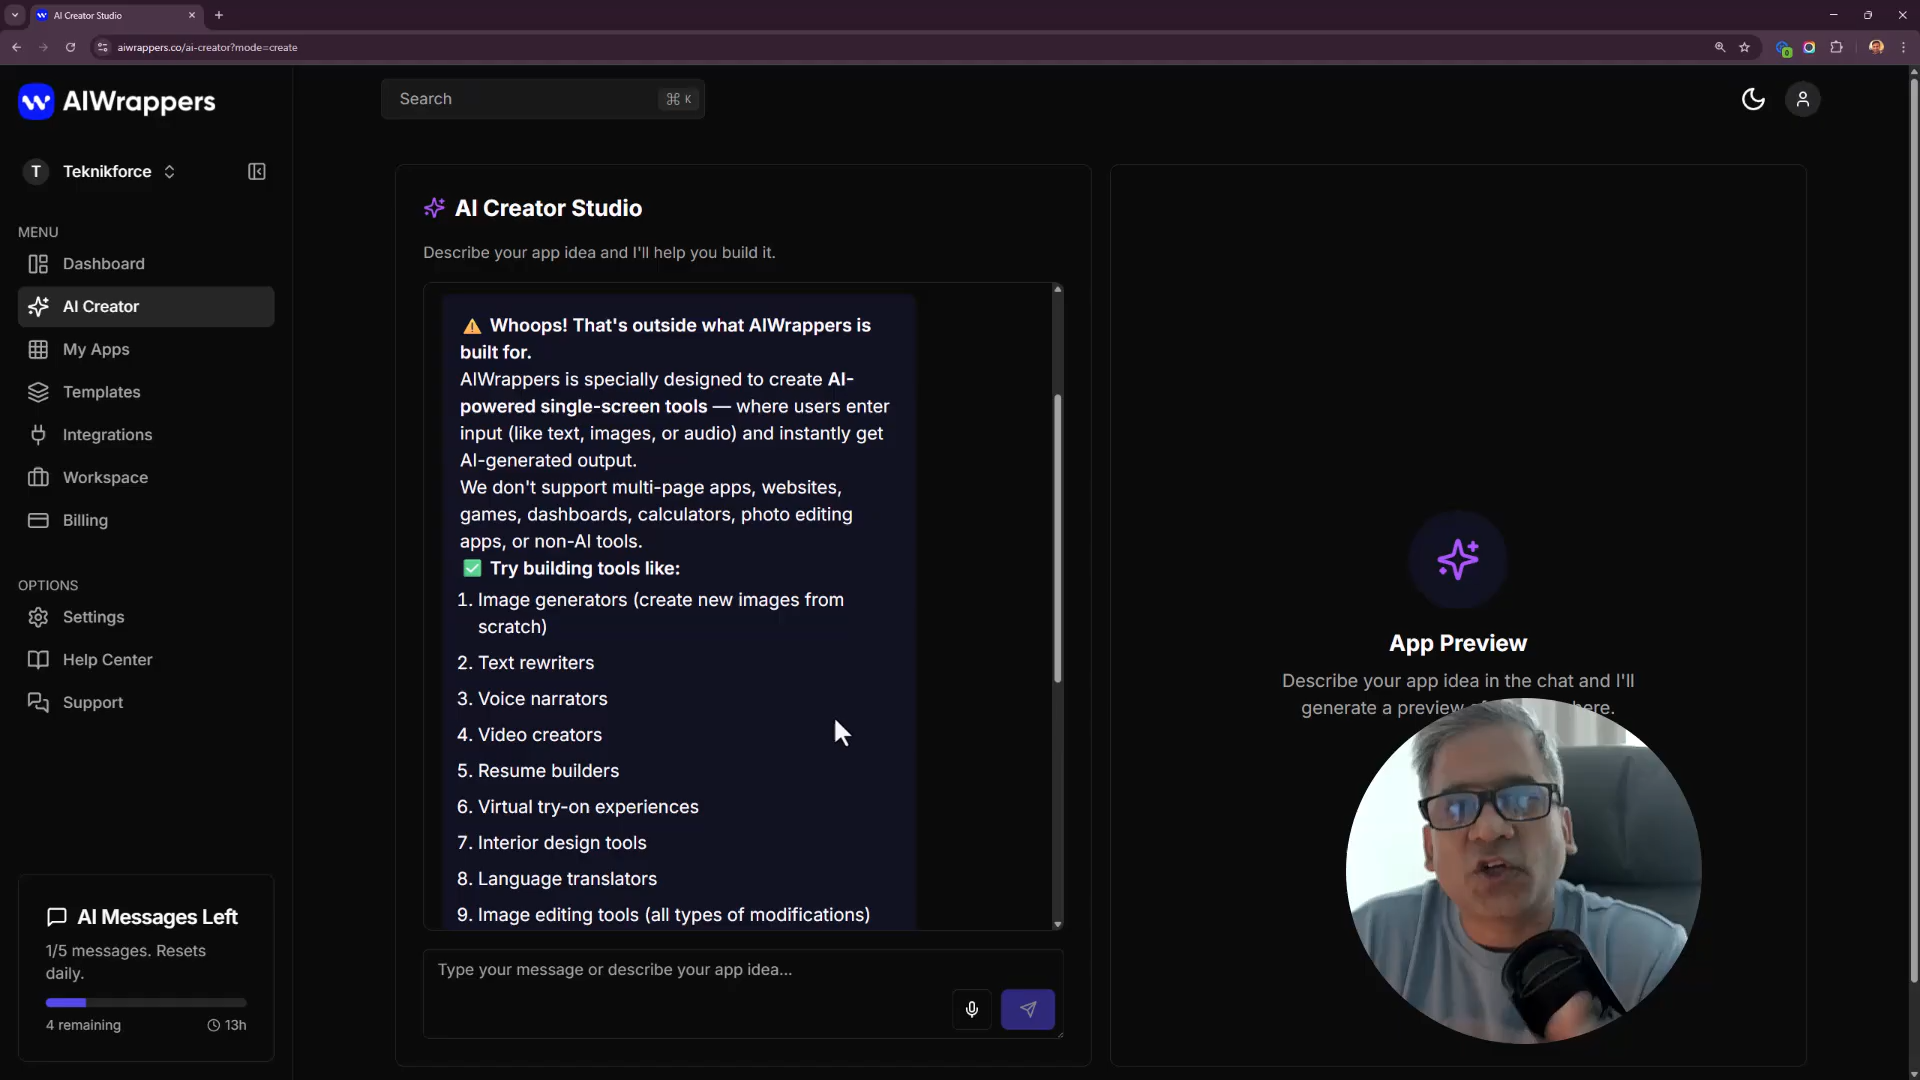 AI Creator Studio
aiwrappers.co/ai-creator?mode=create
AIWrappers
Search
⌘ K
T Teknikforce
MENU
Dashboard
AI Creator
My Apps
Templates
Integrations
Workspace
Billing
OPTIONS
Settings
Help Center
Support
AI Messages Left
1/5 messages. Resets
daily.
4 remaining
13h
AI Creator Studio
Describe your app idea and I'll help you build it.
⚠️ Whoops! That's outside what AIWrappers is
built for.
AIWrappers is specially designed to create AI-
powered single-screen tools — where users enter
input (like text, images, or audio) and instantly get
AI-generated output.
We don't support multi-page apps, websites,
games, dashboards, calculators, photo editing
apps, or non-AI tools.
✅ Try building tools like:
1. Image generators (create new images from
scratch)
2. Text rewriters
3. Voice narrators
4. Video creators
5. Resume builders
6. Virtual try-on experiences
7. Interior design tools
8. Language translators
9. Image editing tools (all types of modifications)
Type your message or describe your app idea...
App Preview
Describe your app idea in the chat and I'll
generate a preview here.